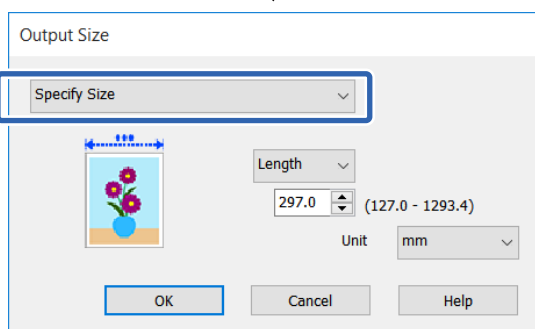 Output Size
Specify Size
Length
297.0 (127.0 - 1293.4)
Unit mm
OK Cancel Help